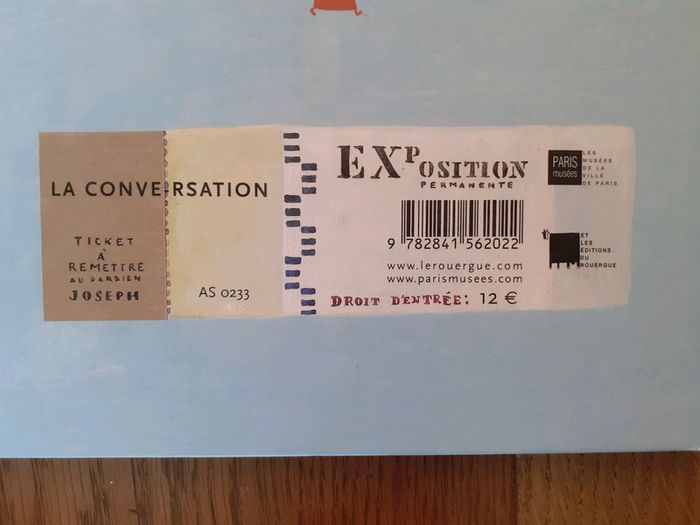 LA CONVERSATION
TICKET
À
REMETTRE
AU GARDIEN
JOSEPH
AS 0233
EXPOSITION
PERMANENTE
9 782841 562022
www.lerouergue.com
www.parismusees.com
DROIT D'ENTRÉE: 12 €
PARIS
musées
LES
MUSÉES
DE LA
VILLE
DE PARIS
ET
LES
ÉDITIONS
DU
ROUERGUE